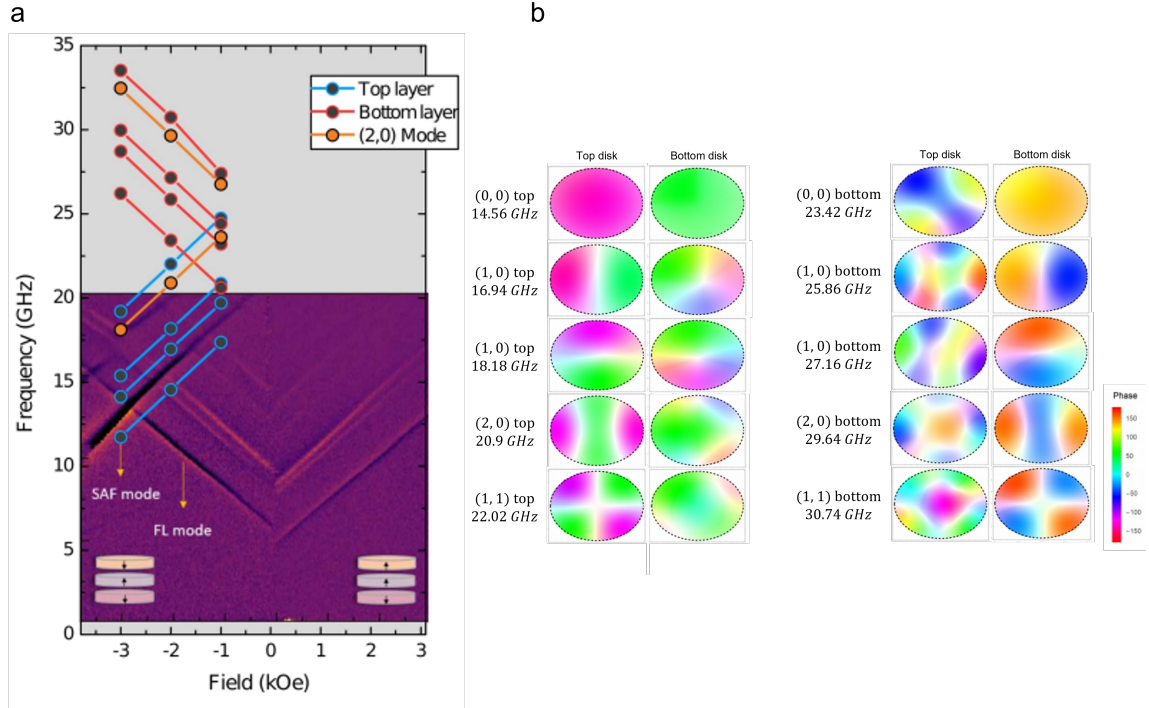 a
b
35
30
25
20
15
10
5
0
Frequency (GHz)
Top layer
Bottom layer
(2,0) Mode
SAF mode
FL mode
-3 -2 -1 0 1 2 3
Field (kOe)
Top disk Bottom disk
(0, 0) top
14.56 GHz
(1, 0) top
16.94 GHz
(1, 0) top
18.18 GHz
(2, 0) top
20.9 GHz
(1, 1) top
22.02 GHz
Top disk Bottom disk
(0, 0) bottom
23.42 GHz
(1, 0) bottom
25.86 GHz
(1, 0) bottom
27.16 GHz
(2, 0) bottom
29.64 GHz
(1, 1) bottom
30.74 GHz
Phase
150
100
50
0
-50
-100
-150